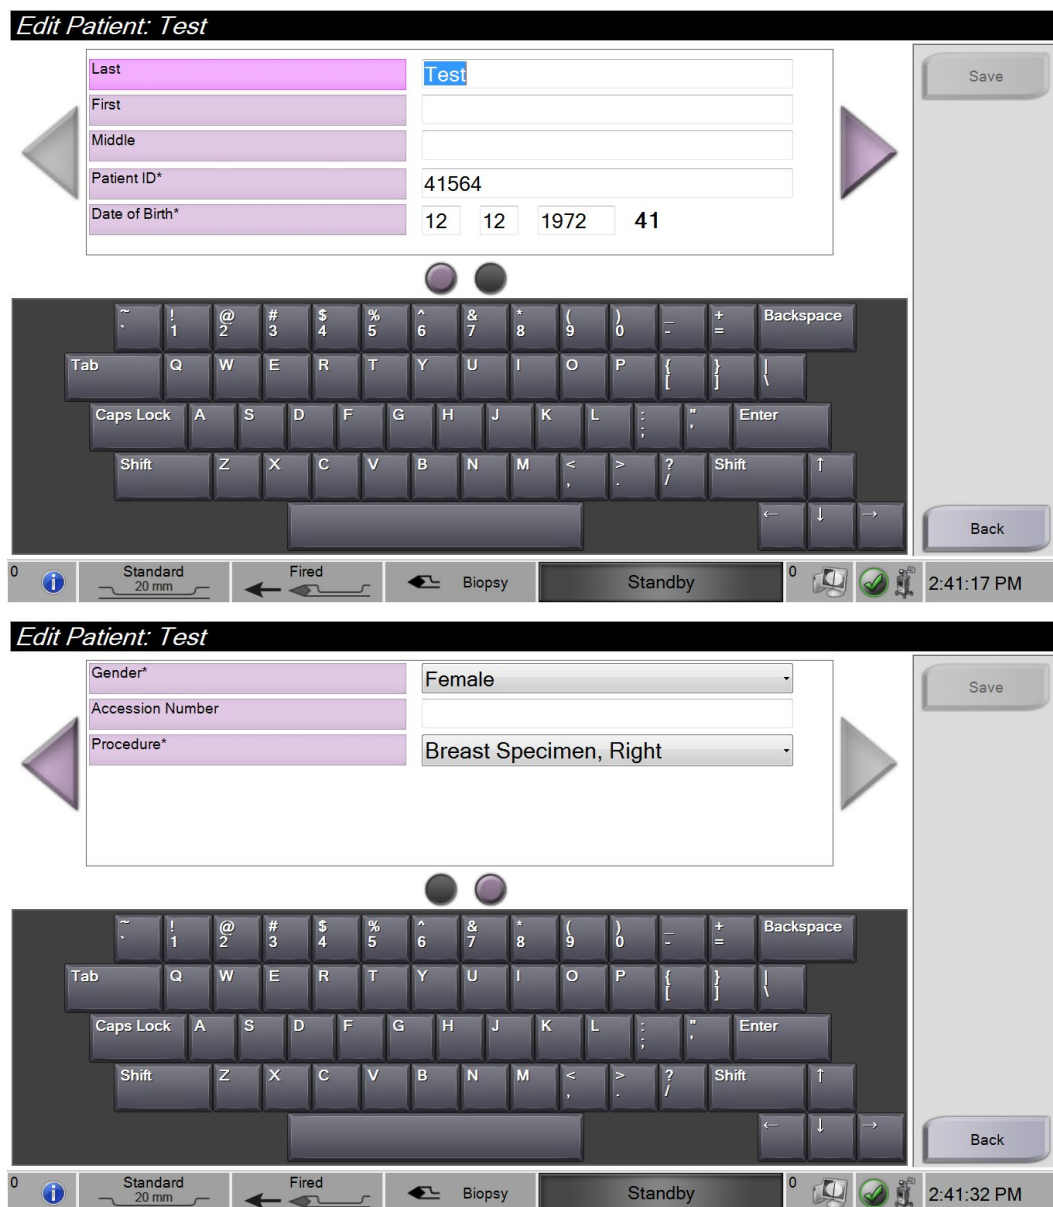 Edit Patient: Test
Last Test
Save
First
Middle
Patient ID* 41564
Date of Birth* 12 12 1972 41
~ ! @ # $ % ^ & * ( ) _ + Backspace
` 1 2 3 4 5 6 7 8 9 0 - =
Tab Q W E R T Y U I O P { } |
[ ] \
Caps Lock A S D F G H J K L : " Enter
; '
Shift Z X C V B N M < > ? Shift ↑
, . /
← ↓ →
Back
0 Standard 20 mm Fired Biopsy Standby 0 2:41:17 PM
Edit Patient: Test
Gender* Female
Save
Accession Number
Procedure* Breast Specimen, Right
~ ! @ # $ % ^ & * ( ) _ + Backspace
` 1 2 3 4 5 6 7 8 9 0 - =
Tab Q W E R T Y U I O P { } |
[ ] \
Caps Lock A S D F G H J K L : " Enter
; '
Shift Z X C V B N M < > ? Shift ↑
, . /
← ↓ →
Back
0 Standard 20 mm Fired Biopsy Standby 0 2:41:32 PM